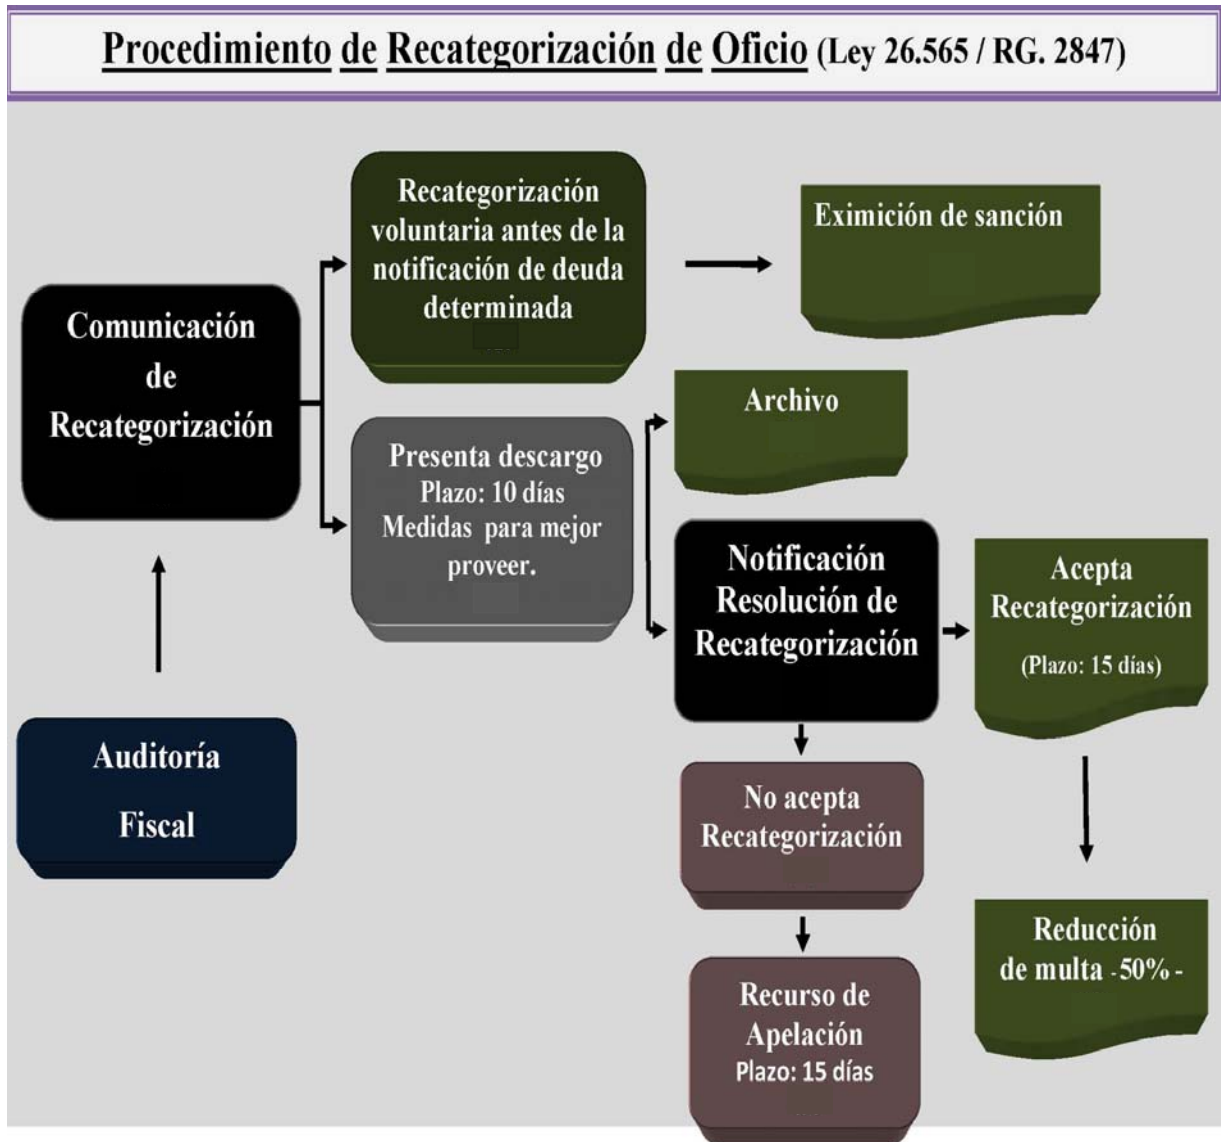 Procedimiento de Recategorización de Oficio (Ley 26.565 / RG. 2847)
Recategorización
voluntaria antes de la
notificación de deuda
determinada
Eximición de sanción
Comunicación
de
Recategorización
Archivo
Presenta descargo
Plazo: 10 días
Medidas para mejor
proveer.
Notificación
Resolución de
Recategorización
Acepta
Recategorización
(Plazo: 15 días)
Auditoría
Fiscal
No acepta
Recategorización
Reducción
de multa - 50% -
Recurso de
Apelación
Plazo: 15 días